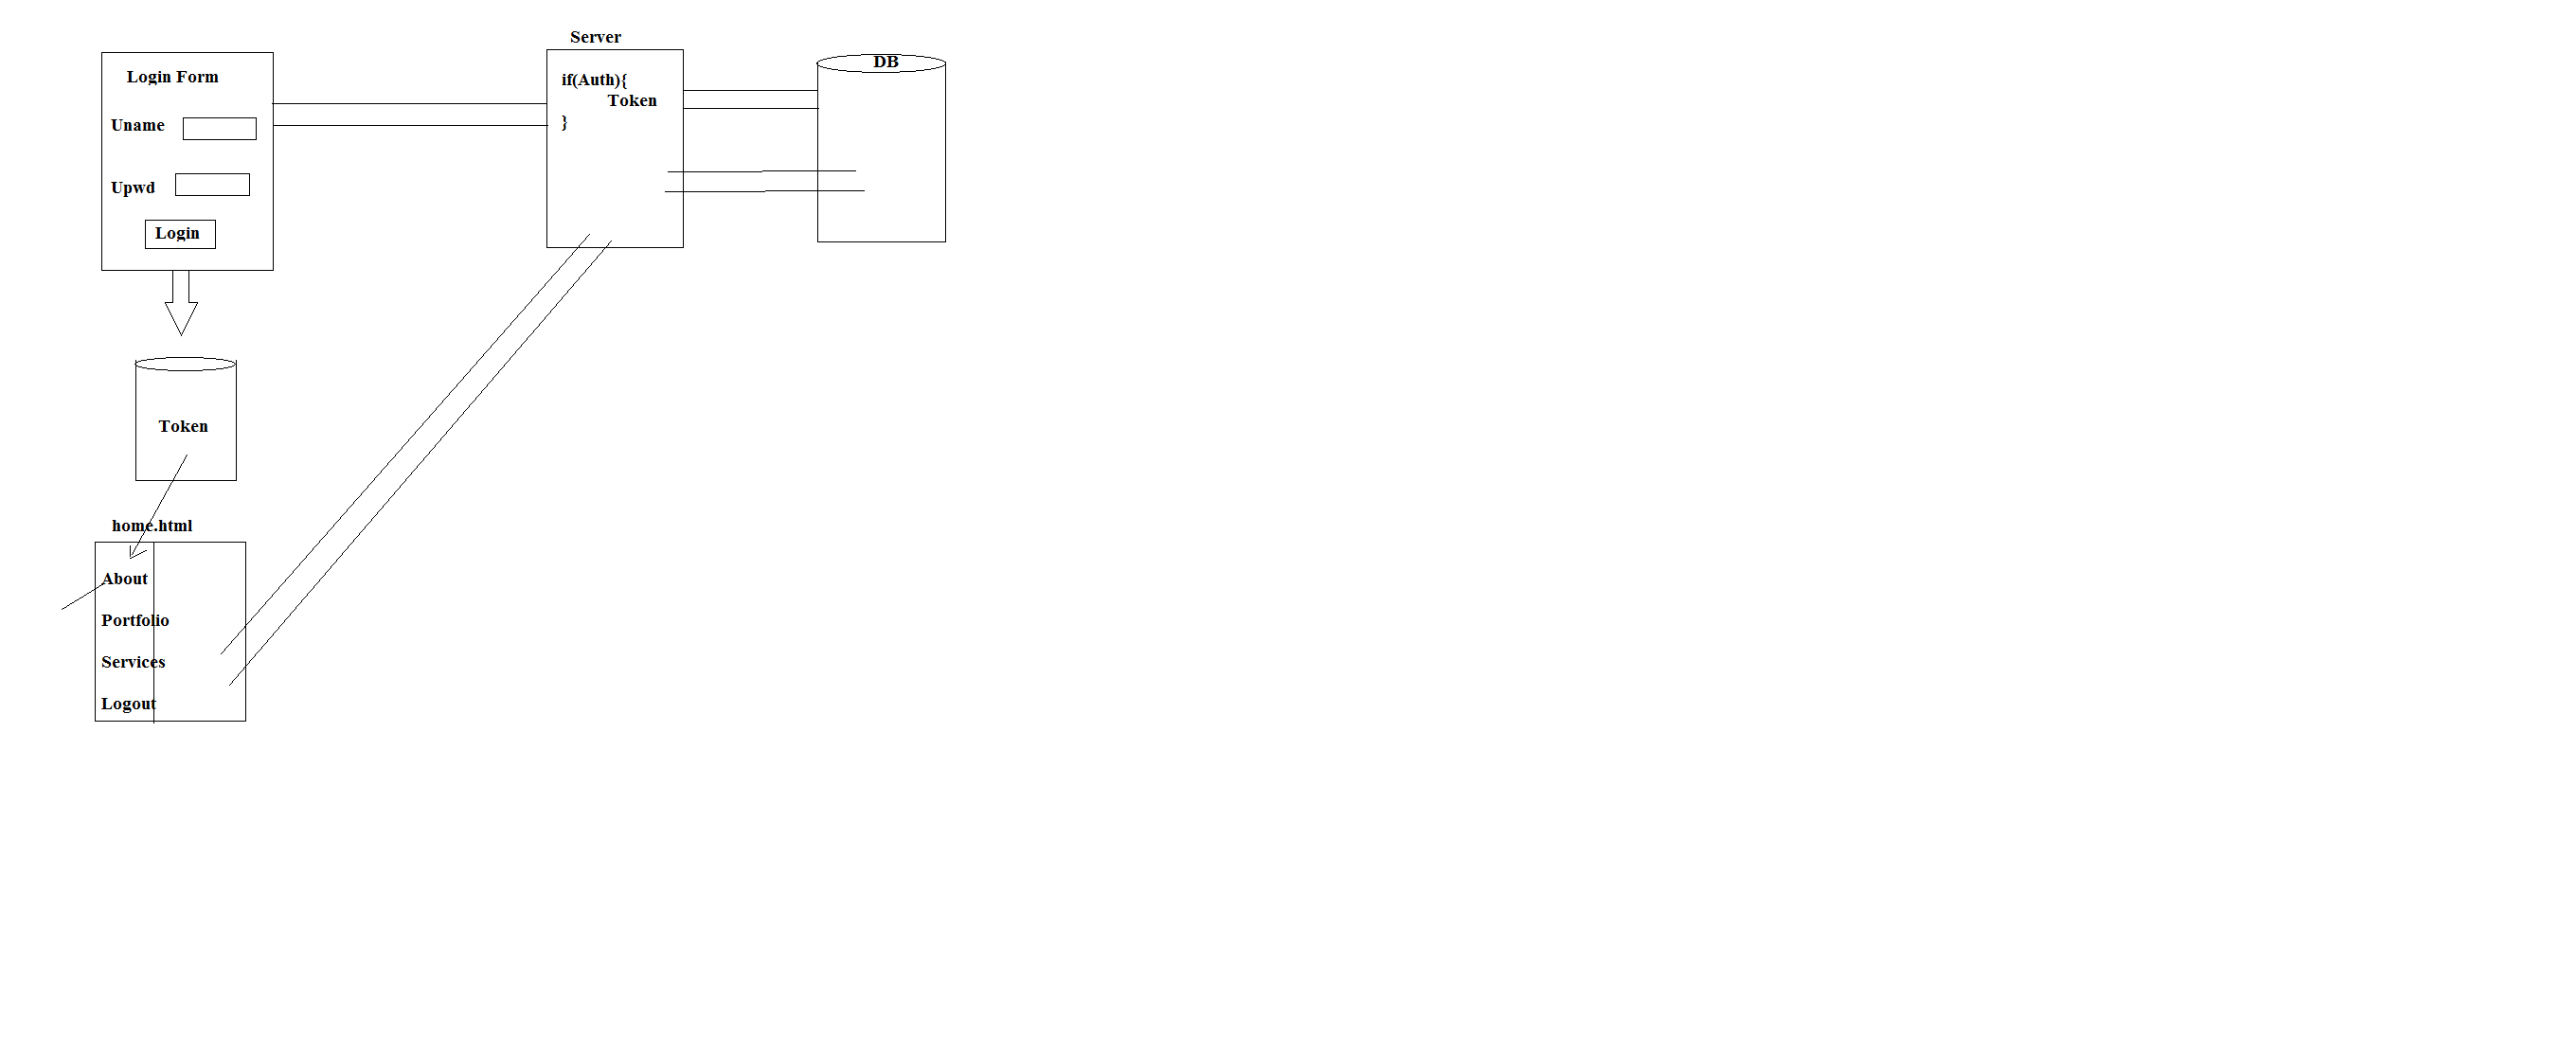 Login Form
Uname
Upwd
Login
Server
if(Auth){
Token
}
DB
Token
home.html
About
Portfolio
Services
Logout